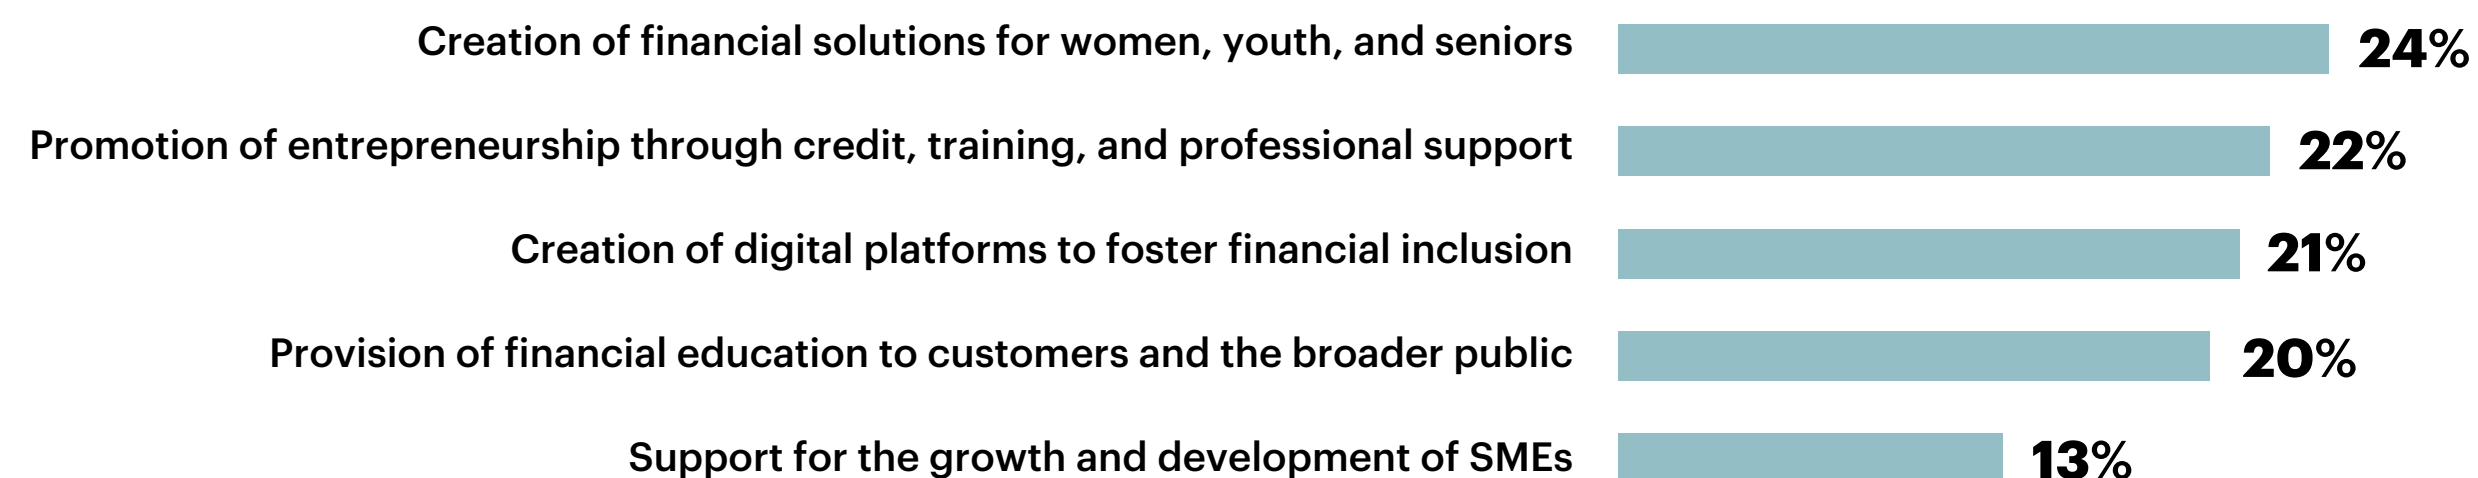 Creation of financial solutions for women, youth, and seniors 24%
Promotion of entrepreneurship through credit, training, and professional support 22%
Creation of digital platforms to foster financial inclusion 21%
Provision of financial education to customers and the broader public 20%
Support for the growth and development of SMEs 13%